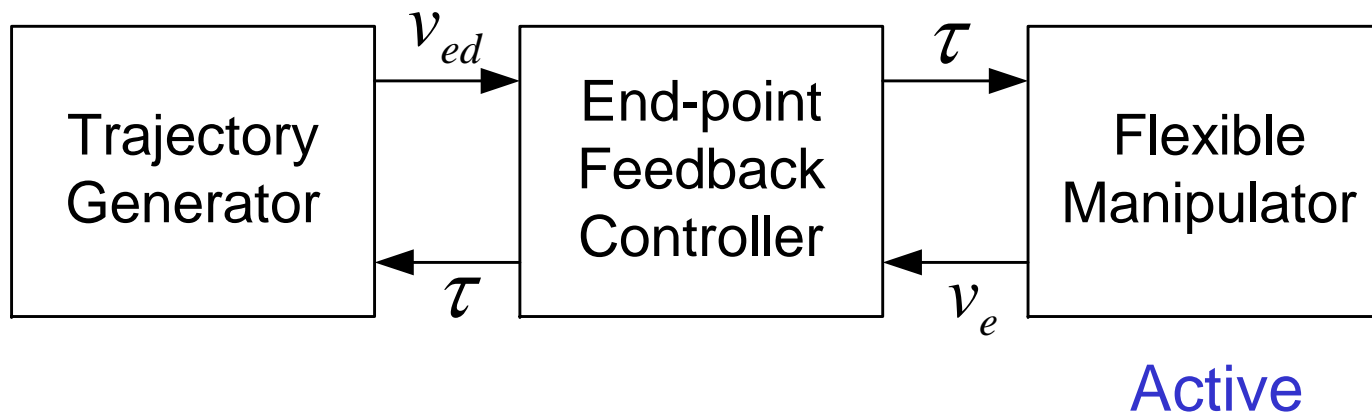 v_ed
τ
Trajectory
Generator
End-point
Feedback
Controller
Flexible
Manipulator
τ
v_e
Active